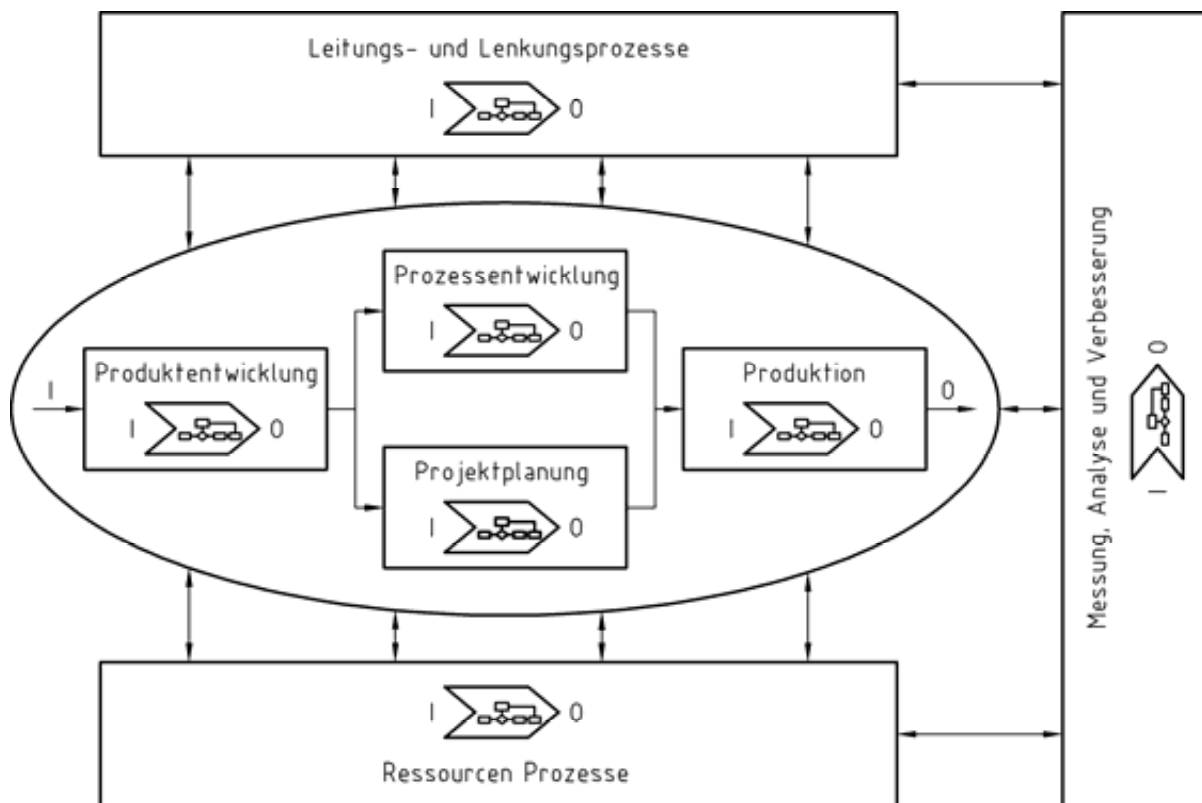 Leitungs- und Lenkungsprozesse
I O
Prozessentwicklung
I O
I
Produktentwicklung
I O
Produktion
I O
O
Projektplanung
I O
I O
Ressourcen Prozesse
Messung, Analyse und Verbesserung
I O